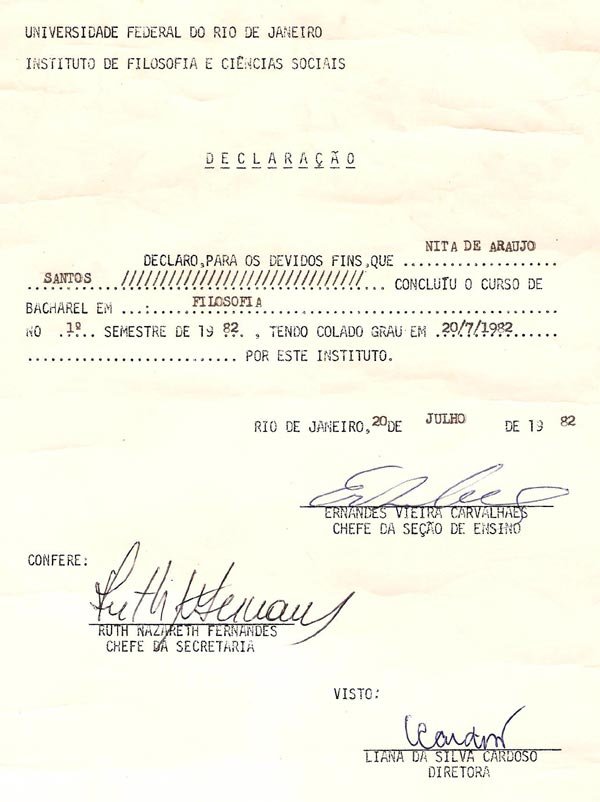 UNIVERSIDADE FEDERAL DO RIO DE JANEIRO
INSTITUTO DE FILOSOFIA E CIÊNCIAS SOCIAIS
DECLARAÇÃO
DECLARO, PARA OS DEVIDOS FINS, QUE NITA DE ARAUJO
SANTOS //////////////////////////////// CONCLUIU O CURSO DE
BACHAREL EM ...: FILOSOFIA
NO .1º.. SEMESTRE DE 19 82. , TENDO COLADO GRAU EM .20/7/1982......
.......................... POR ESTE INSTITUTO.
RIO DE JANEIRO, 20 DE JULHO DE 19 82
ERNANDES VIEIRA CARVALHAES
CHEFE DA SEÇÃO DE ENSINO
CONFERE:
RUTH NAZARETH FERNANDES
CHEFE DA SECRETARIA
VISTO:
LIANA DA SILVA CARDOSO
DIRETORA